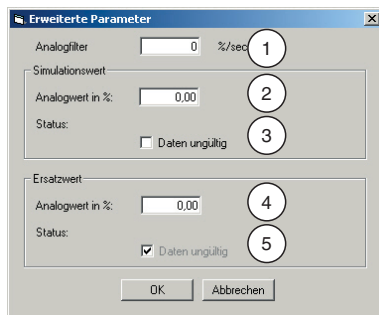 Erweiterte Parameter
Analogfilter 0 %/sec 1
Simulationswert
Analogwert in %: 0,00 2
Status:
Daten ungültig 3
Ersatzwert
Analogwert in %: 0,00 4
Status:
Daten ungültig 5
OK Abbrechen